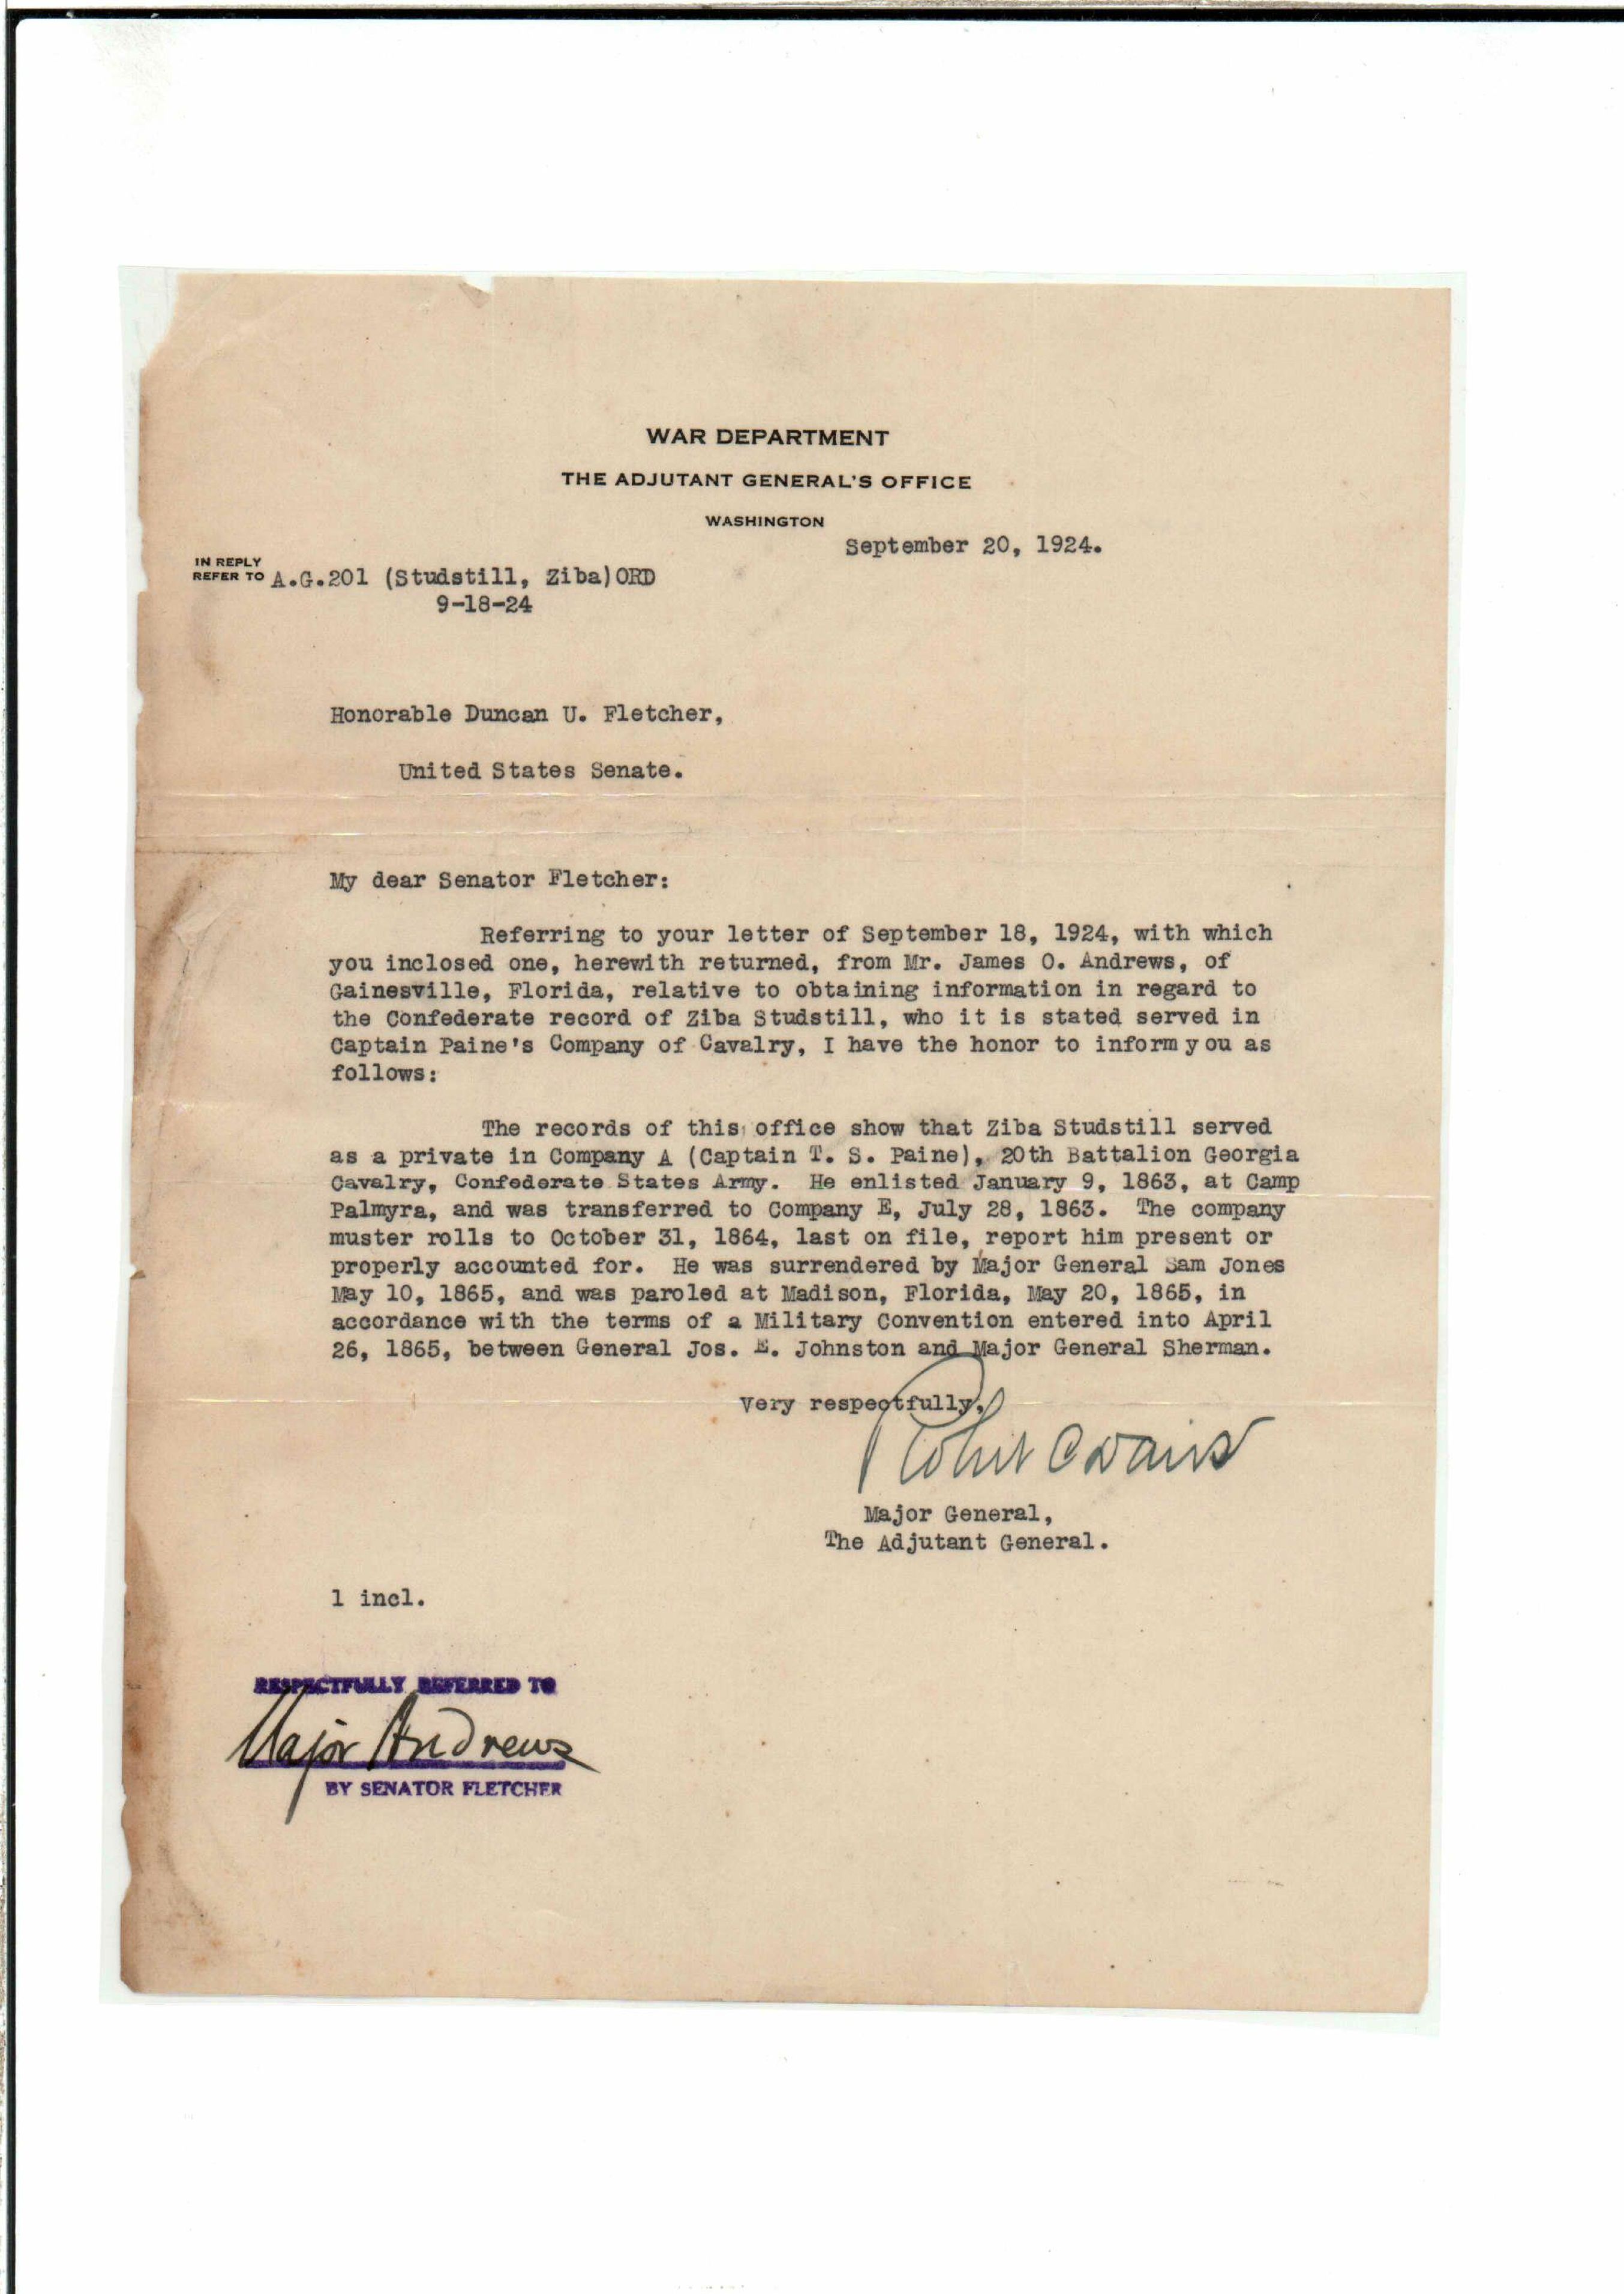 WAR DEPARTMENT
THE ADJUTANT GENERAL'S OFFICE
WASHINGTON
September 20, 1924.
IN REPLY
REFER TO A.G.201 (Studstill, Ziba)ORD
9-18-24
Honorable Duncan U. Fletcher,
United States Senate.
My dear Senator Fletcher:
Referring to your letter of September 18, 1924, with which
you inclosed one, herewith returned, from Mr. James O. Andrews, of
Gainesville, Florida, relative to obtaining information in regard to
the Confederate record of Ziba Studstill, who it is stated served in
Captain Paine's Company of Cavalry, I have the honor to inform you as
follows:
The records of this office show that Ziba Studstill served
as a private in Company A (Captain T. S. Paine), 20th Battalion Georgia
Cavalry, Confederate States Army. He enlisted January 9, 1863, at Camp
Palmyra, and was transferred to Company E, July 28, 1863. The company
muster rolls to October 31, 1864, last on file, report him present or
properly accounted for. He was surrendered by Major General Sam Jones
May 10, 1865, and was paroled at Madison, Florida, May 20, 1865, in
accordance with the terms of a Military Convention entered into April
26, 1865, between General Jos. E. Johnston and Major General Sherman.
Very respectfully,
Robert C Davis
Major General,
The Adjutant General.
1 incl.
RESPECTFULLY REFERRED TO
Major Andrews
BY SENATOR FLETCHER